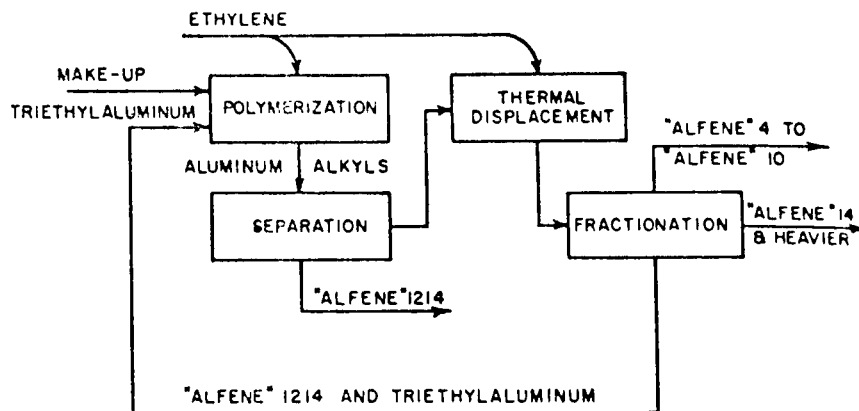 ETHYLENE
MAKE-UP
TRIETHYLALUMINUM
POLYMERIZATION
THERMAL
DISPLACEMENT
ALUMINUM ALKYLS
SEPARATION
"ALFENE" 1214
FRACTIONATION
"ALFENE" 4 TO
"ALFENE" 10
"ALFENE" 14
& HEAVIER
"ALFENE" 1214 AND TRIETHYLALUMINUM